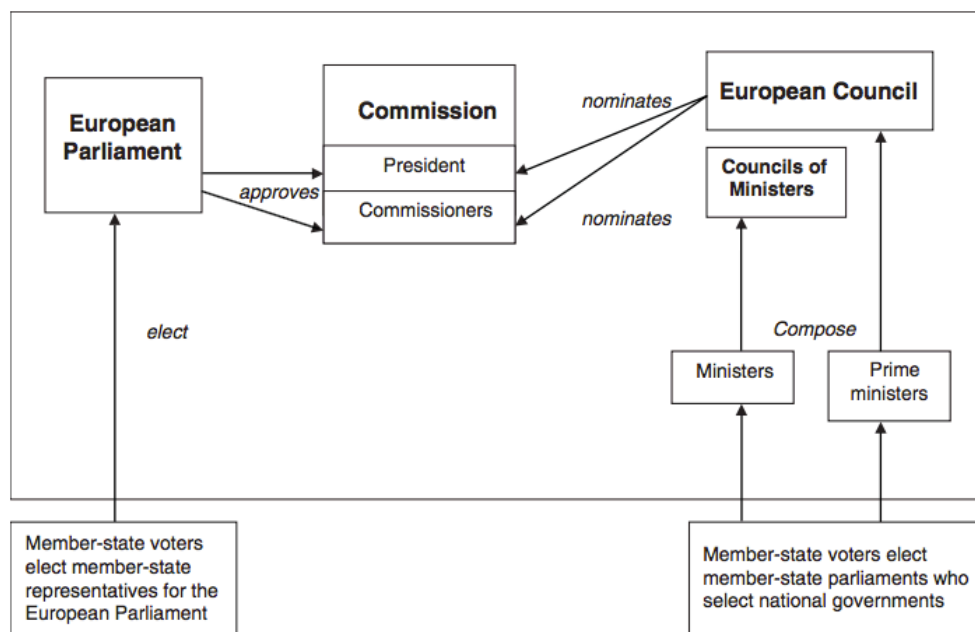 European
Parliament
Commission
President
Commissioners
approves
nominates
nominates
European Council
Councils of
Ministers
elect
Compose
Ministers
Prime
ministers
Member-state voters
elect member-state
representatives for the
European Parliament
Member-state voters elect
member-state parliaments who
select national governments